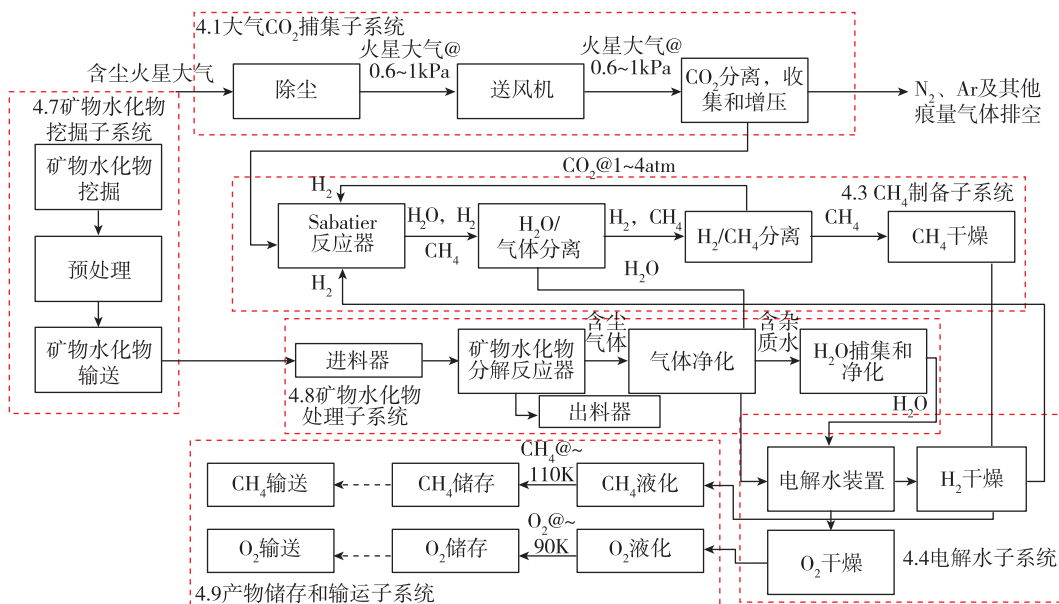 4.1大气CO₂捕集子系统
含尘火星大气
除尘
火星大气@
0.6~1kPa
送风机
火星大气@
0.6~1kPa
CO₂分离，收
集和增压
N₂、Ar及其他
痕量气体排空
4.7矿物水化物
挖掘子系统
矿物水化物
挖掘
预处理
矿物水化物
输送
CO₂@1~4atm
4.3 CH₄制备子系统
H₂
Sabatier
反应器
H₂O，H₂
CH₄
H₂O/
气体分离
H₂，CH₄
H₂/CH₄分离
CH₄
CH₄干燥
H₂
H₂O
进料器
4.8矿物水化物
处理子系统
矿物水化物
分解反应器
出料器
含尘
气体
气体净化
含杂
质水
H₂O捕集和
净化
H₂O
电解水装置
H₂干燥
O₂干燥
4.4电解水子系统
CH₄输送
CH₄储存
CH₄@~
110K
CH₄液化
O₂输送
O₂储存
O₂@~
90K
O₂液化
4.9产物储存和输运子系统